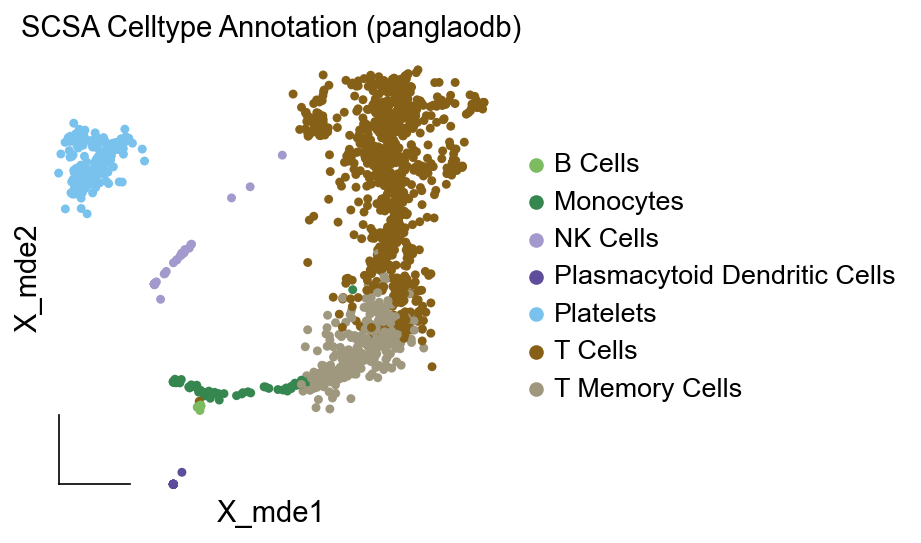 SCSA Celltype Annotation (panglaodb)
B Cells
Monocytes
NK Cells
Plasmacytoid Dendritic Cells
Platelets
T Cells
T Memory Cells
X_mde2
X_mde1